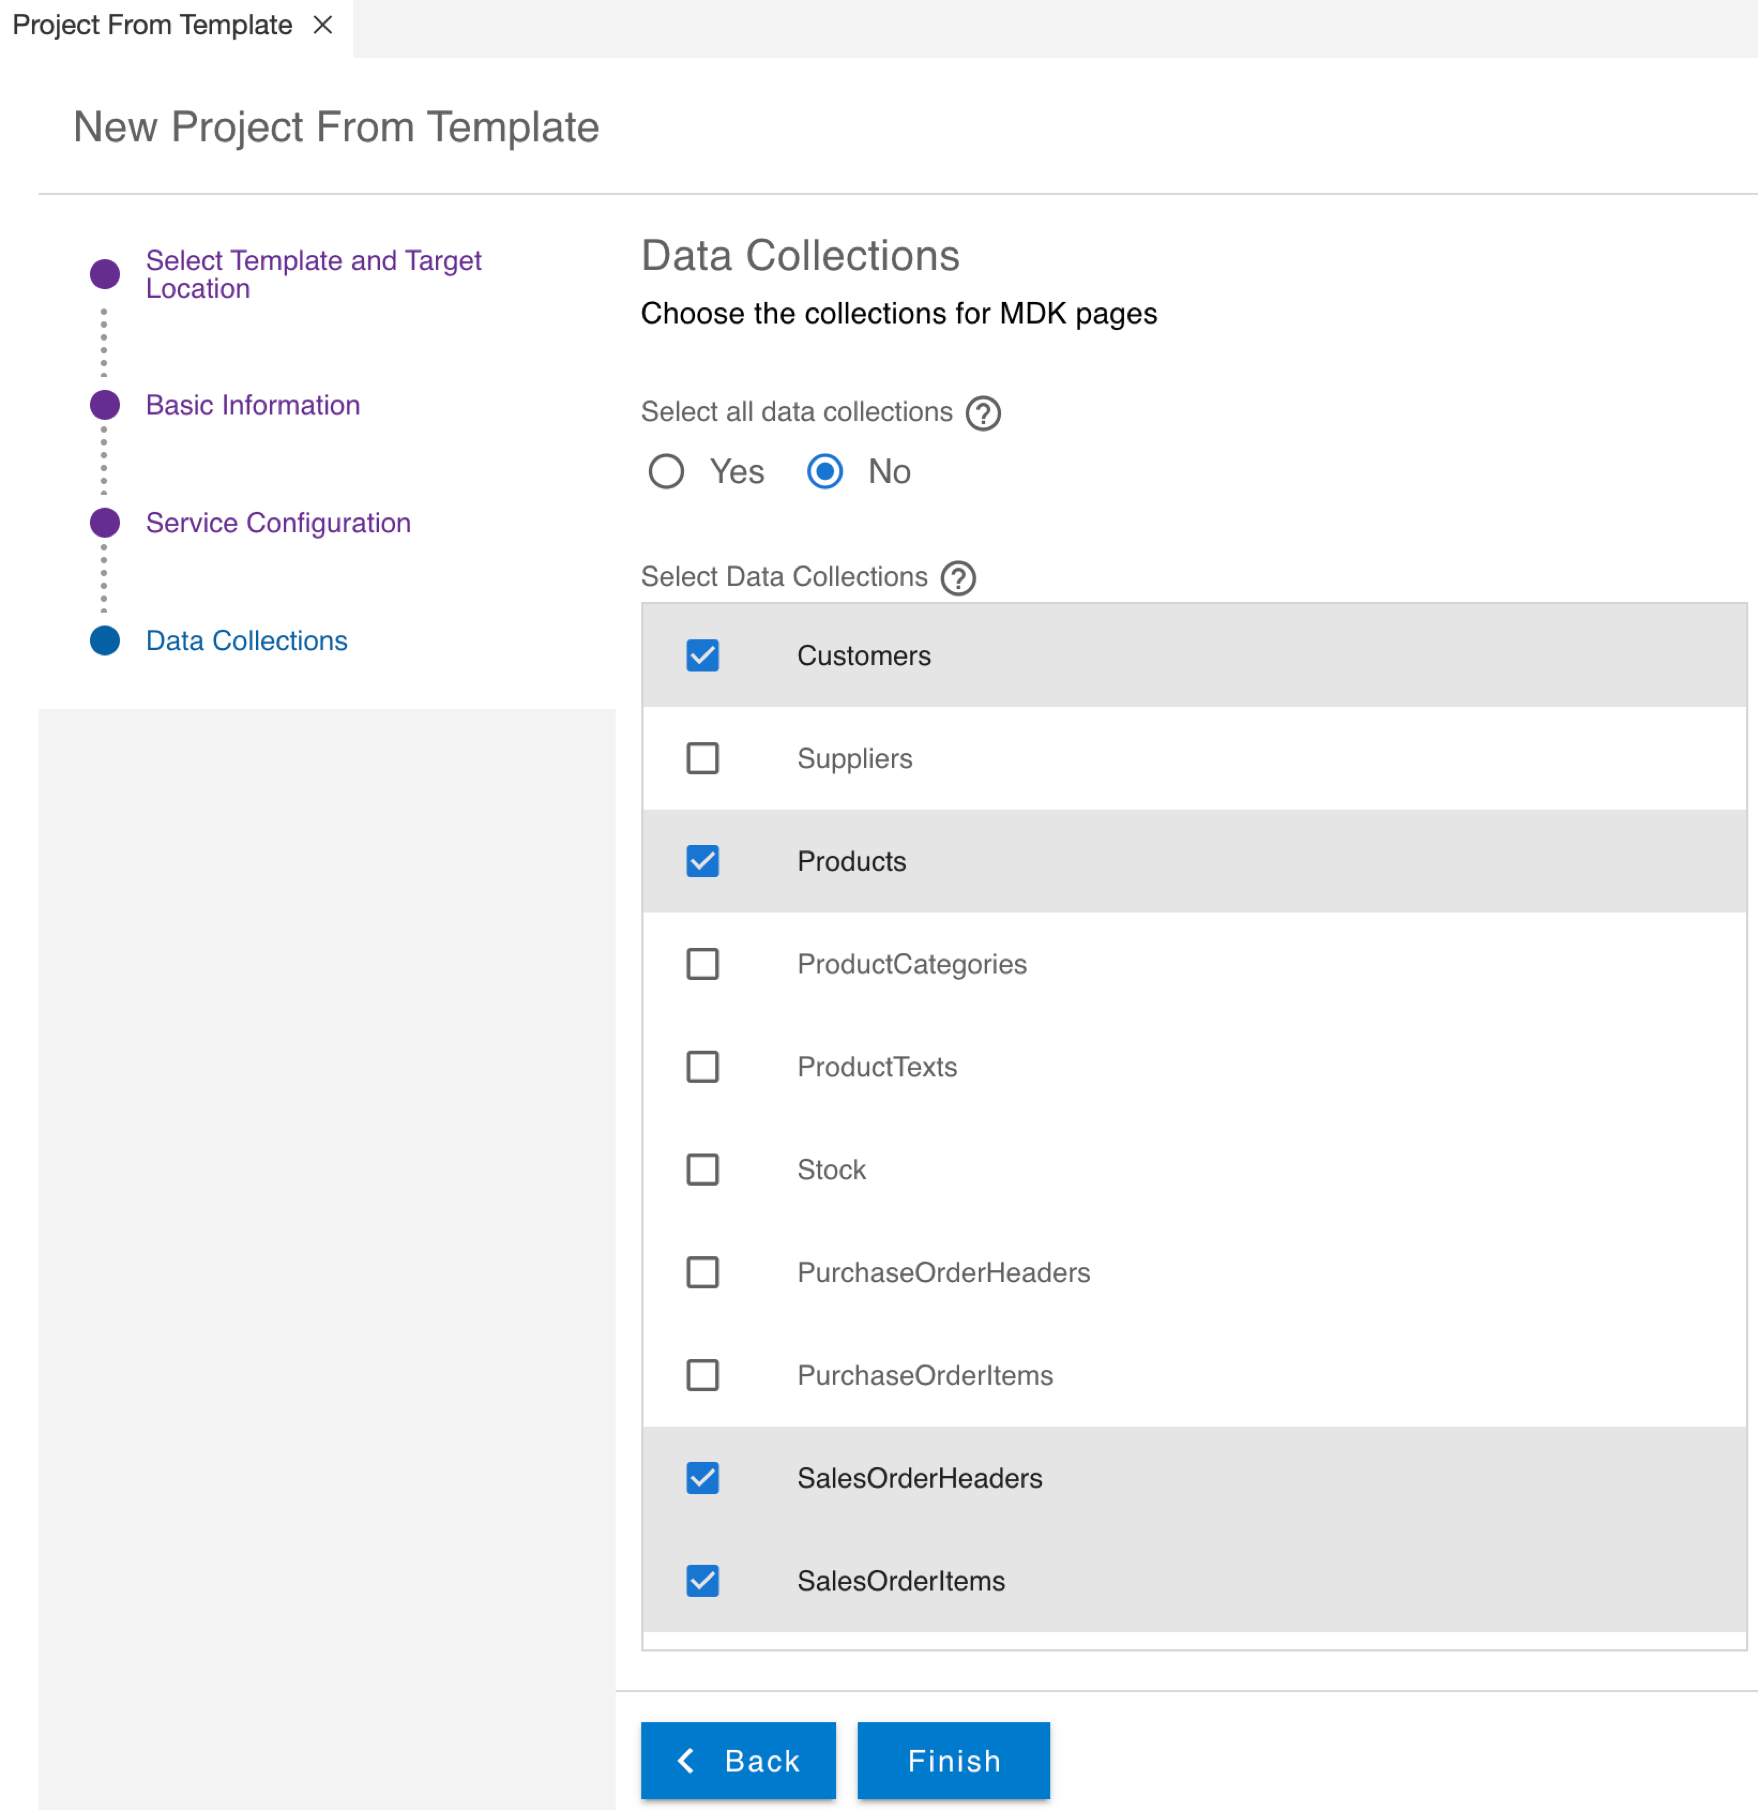 Project From Template
New Project From Template
Select Template and Target
Location
Basic Information
Service Configuration
Data Collections
Data Collections
Choose the collections for MDK pages
Select all data collections ?
Yes No
Select Data Collections ?
Customers
Suppliers
Products
ProductCategories
ProductTexts
Stock
PurchaseOrderHeaders
PurchaseOrderItems
SalesOrderHeaders
SalesOrderItems
Back Finish